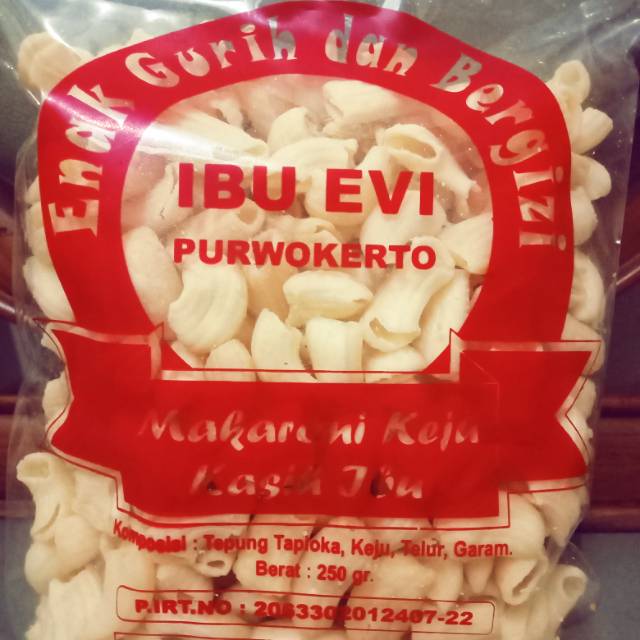 Enak Gurih dan Bergizi
IBU EVI
PURWOKERTO
Makaroni Keju
Kasih Ibu
Komposisi : Tepung Tapioka, Keju, Telur, Garam.
Berat : 250 gr.
P.IRT.NO : 2063302012407-22